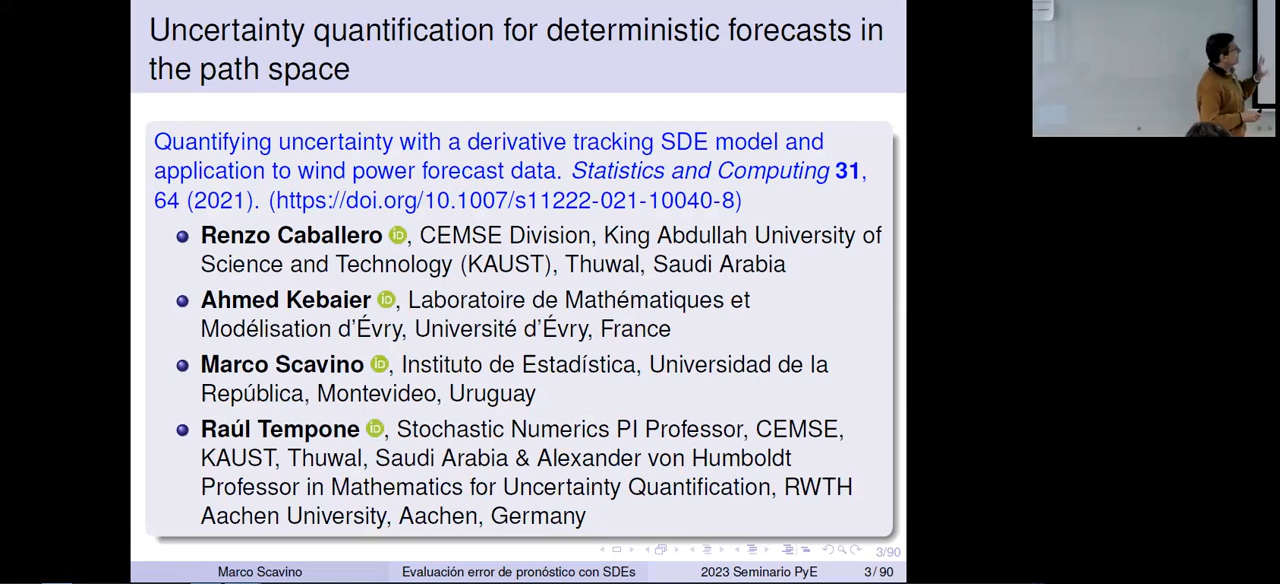 Uncertainty quantification for deterministic forecasts in
the path space
Quantifying uncertainty with a derivative tracking SDE model and
application to wind power forecast data. Statistics and Computing 31,
64 (2021). (https://doi.org/10.1007/s11222-021-10040-8)
Renzo Caballero iD, CEMSE Division, King Abdullah University of
Science and Technology (KAUST), Thuwal, Saudi Arabia
Ahmed Kebaier iD, Laboratoire de Mathématiques et
Modélisation d'Évry, Université d'Évry, France
Marco Scavino iD, Instituto de Estadística, Universidad de la
República, Montevideo, Uruguay
Raúl Tempone iD, Stochastic Numerics PI Professor, CEMSE,
KAUST, Thuwal, Saudi Arabia & Alexander von Humboldt
Professor in Mathematics for Uncertainty Quantification, RWTH
Aachen University, Aachen, Germany
3/90
Marco Scavino Evaluación error de pronóstico con SDEs 2023 Seminario PyE 3 / 90